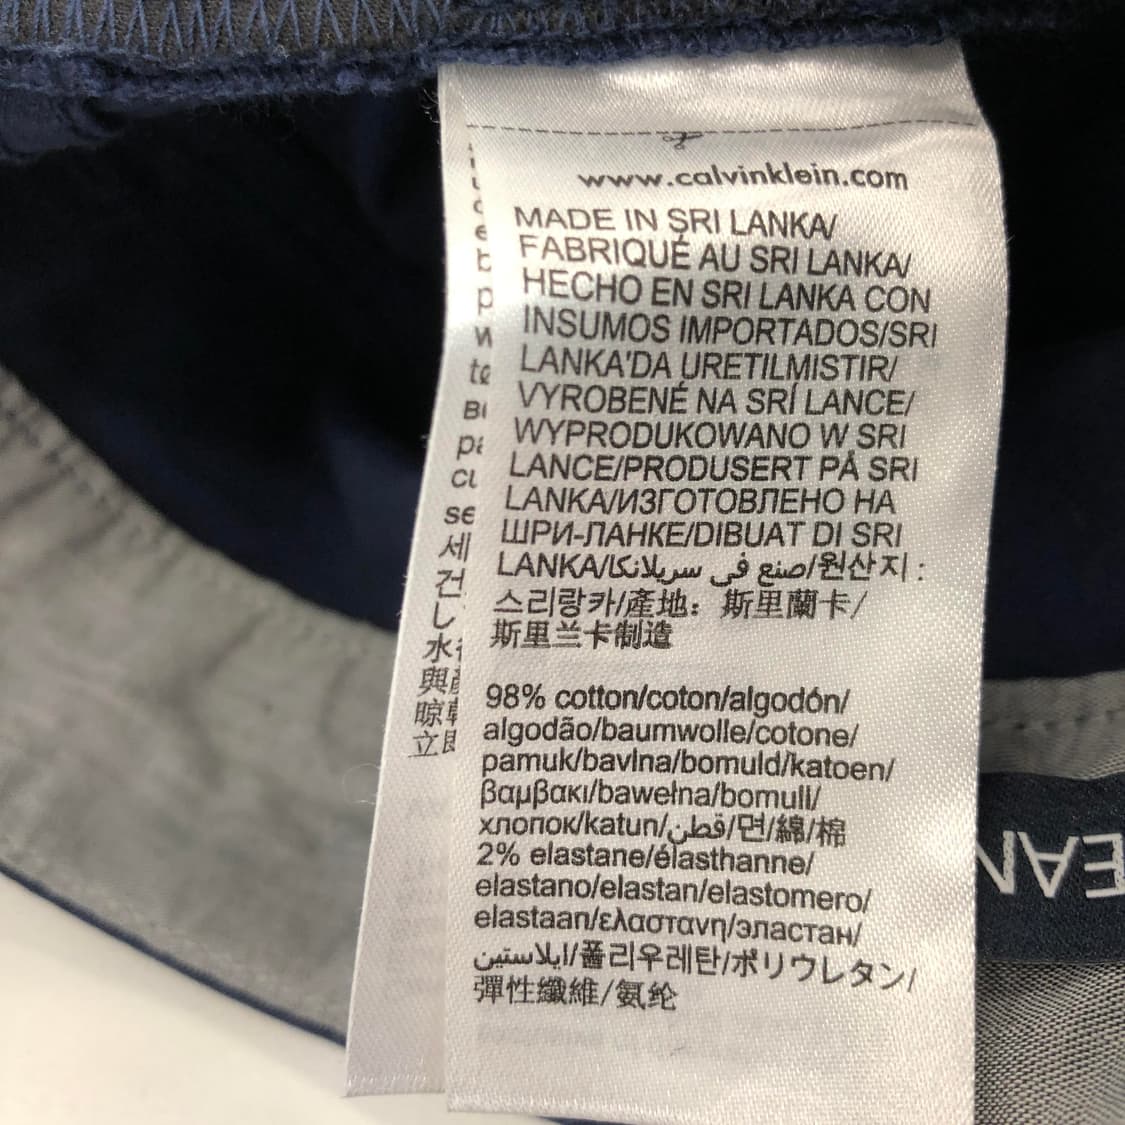 www.calvinklein.com
MADE IN SRI LANKA/
FABRIQUÉ AU SRI LANKA/
HECHO EN SRI LANKA CON
INSUMOS IMPORTADOS/SRI
LANKA'DA URETILMISTIR/
VYROBENÉ NA SRÍ LANCE/
WYPRODUKOWANO W SRI
LANCE/PRODUSERT PÅ SRI
LANKA/ИЗГОТОВЛЕНО НА
ШРИ-ЛАНКЕ/DIBUAT DI SRI
LANKA/صنع في سريلانكا/원산지:
스리랑카/產地：斯里蘭卡/
斯里兰卡制造
98% cotton/coton/algodón/
algodão/baumwolle/cotone/
pamuk/bavlna/bomuld/katoen/
βαμβακι/bawełna/bomull/
хлопок/katun/قطن/면/綿/棉
2% elastane/élasthanne/
elastano/elastan/elastomero/
elastaan/ελαστανη/эластан/
ايلاستين/폴리우레탄/ポリウレタン/
彈性纖維/氨纶
EAN